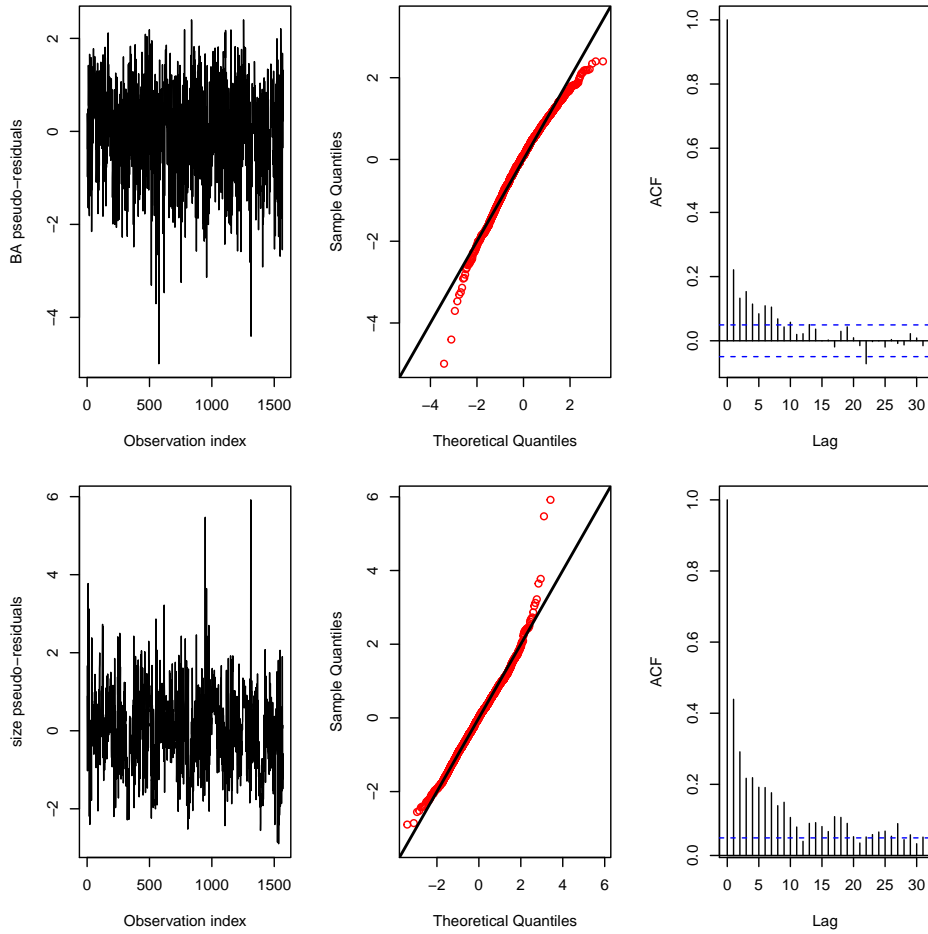 BA pseudo−residuals
2
0
−2
−4
0 500 1000 1500
Observation index
Sample Quantiles
2
0
−2
−4
−4 −2 0 2
Theoretical Quantiles
ACF
1.0
0.8
0.6
0.4
0.2
0.0
0 5 10 15 20 25 30
Lag
size pseudo−residuals
6
4
2
0
−2
0 500 1000 1500
Observation index
Sample Quantiles
6
4
2
0
−2
−2 0 2 4 6
Theoretical Quantiles
ACF
1.0
0.8
0.6
0.4
0.2
0.0
0 5 10 15 20 25 30
Lag